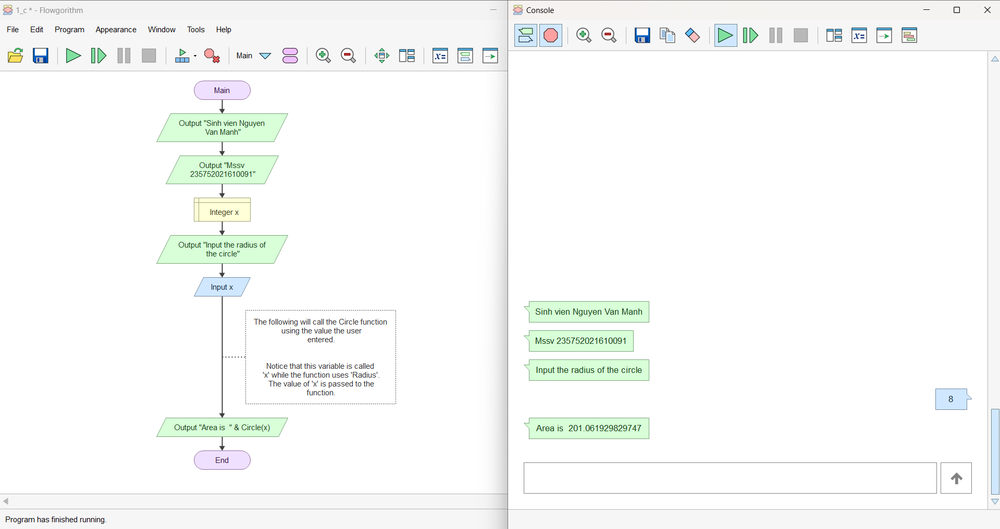 1_c * - Flowgorithm
File Edit Program Appearance Window Tools Help
Main
x=
Main
Output "Sinh vien Nguyen
Van Manh"
Output "Mssv
235752021610091"
Integer x
Output "Input the radius of
the circle"
Input x
The following will call the Circle function
using the value the user
entered.
Notice that this variable is called
'x' while the function uses 'Radius'.
The value of 'x' is passed to the
function.
Output "Area is  " & Circle(x)
End
Program has finished running.
Console
x=
Sinh vien Nguyen Van Manh
Mssv 235752021610091
Input the radius of the circle
8
Area is  201.061929829747